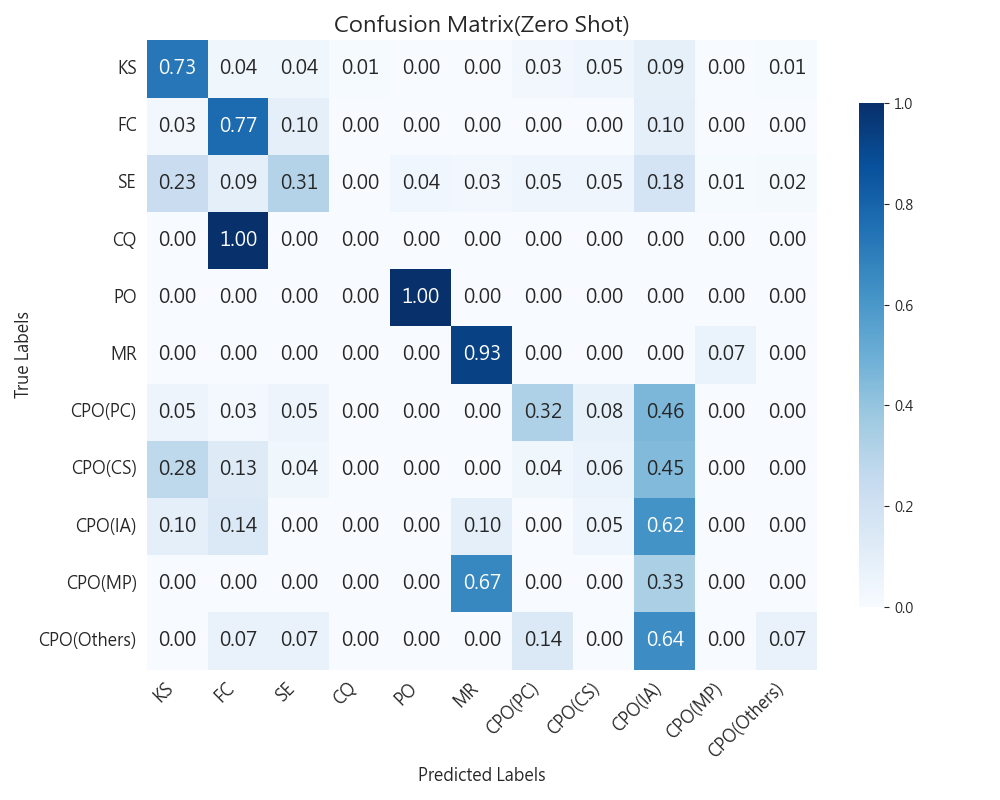 Confusion Matrix(Zero Shot)
True Labels
KS 0.73 0.04 0.04 0.01 0.00 0.00 0.03 0.05 0.09 0.00 0.01
FC 0.03 0.77 0.10 0.00 0.00 0.00 0.00 0.00 0.10 0.00 0.00
SE 0.23 0.09 0.31 0.00 0.04 0.03 0.05 0.05 0.18 0.01 0.02
CQ 0.00 1.00 0.00 0.00 0.00 0.00 0.00 0.00 0.00 0.00 0.00
PO 0.00 0.00 0.00 0.00 1.00 0.00 0.00 0.00 0.00 0.00 0.00
MR 0.00 0.00 0.00 0.00 0.00 0.93 0.00 0.00 0.00 0.07 0.00
CPO(PC) 0.05 0.03 0.05 0.00 0.00 0.00 0.32 0.08 0.46 0.00 0.00
CPO(CS) 0.28 0.13 0.04 0.00 0.00 0.00 0.04 0.06 0.45 0.00 0.00
CPO(IA) 0.10 0.14 0.00 0.00 0.00 0.10 0.00 0.05 0.62 0.00 0.00
CPO(MP) 0.00 0.00 0.00 0.00 0.00 0.67 0.00 0.00 0.33 0.00 0.00
CPO(Others) 0.00 0.07 0.07 0.00 0.00 0.00 0.14 0.00 0.64 0.00 0.07
KS FC SE CQ PO MR CPO(PC) CPO(CS) CPO(IA) CPO(MP) CPO(Others)
Predicted Labels
1.0
0.8
0.6
0.4
0.2
0.0